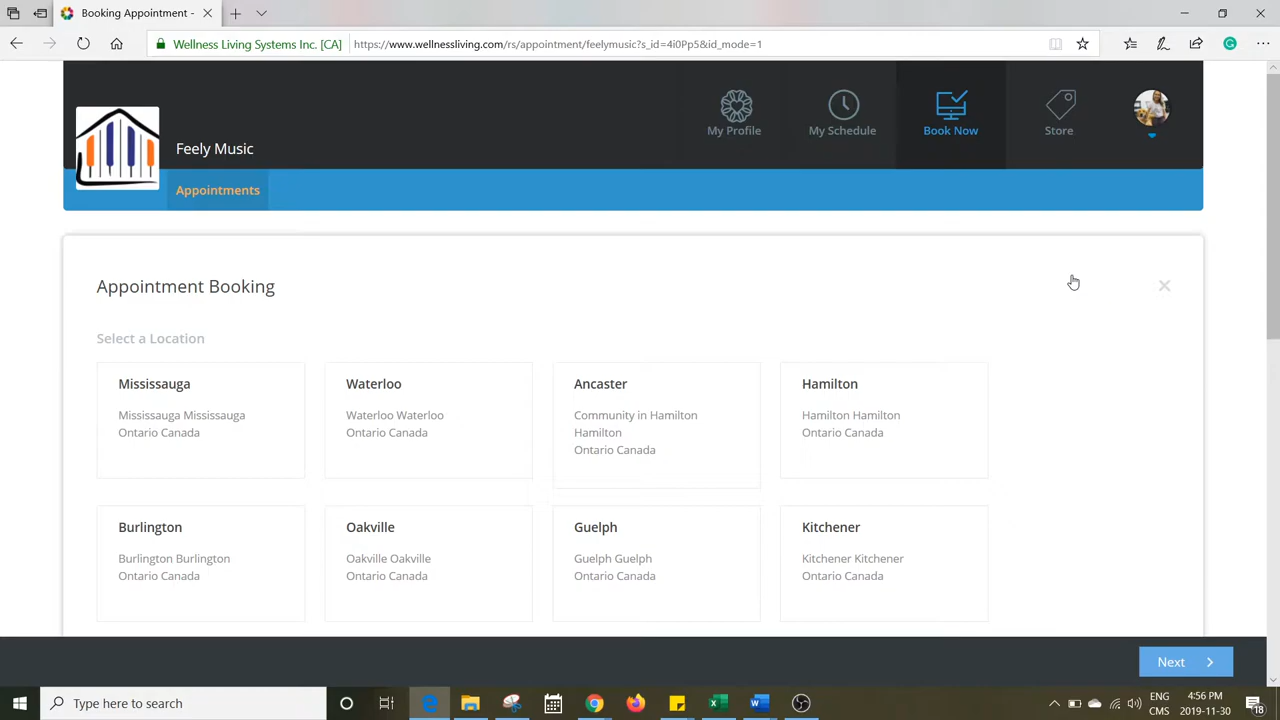 Booking Appointment -
Wellness Living Systems Inc. [CA]
https://www.wellnessliving.com/rs/appointment/feelymusic?s_id=4i0Pp5&id_mode=1
Feely Music
My Profile
My Schedule
Book Now
Store
Appointments
Appointment Booking
Select a Location
Mississauga
Mississauga Mississauga
Ontario Canada
Waterloo
Waterloo Waterloo
Ontario Canada
Ancaster
Community in Hamilton
Hamilton
Ontario Canada
Hamilton
Hamilton Hamilton
Ontario Canada
Burlington
Burlington Burlington
Ontario Canada
Oakville
Oakville Oakville
Ontario Canada
Guelph
Guelph Guelph
Ontario Canada
Kitchener
Kitchener Kitchener
Ontario Canada
Next
Type here to search
ENG
CMS
4:56 PM
2019-11-30
18